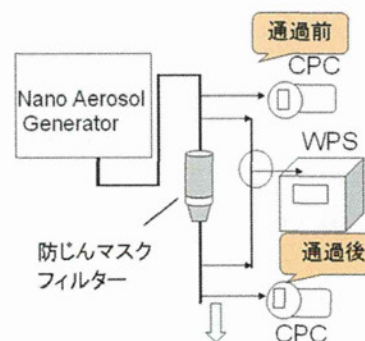 通過前
CPC
Nano Aerosol
Generator
WPS
防じんマスク
フィルター
通過後
CPC